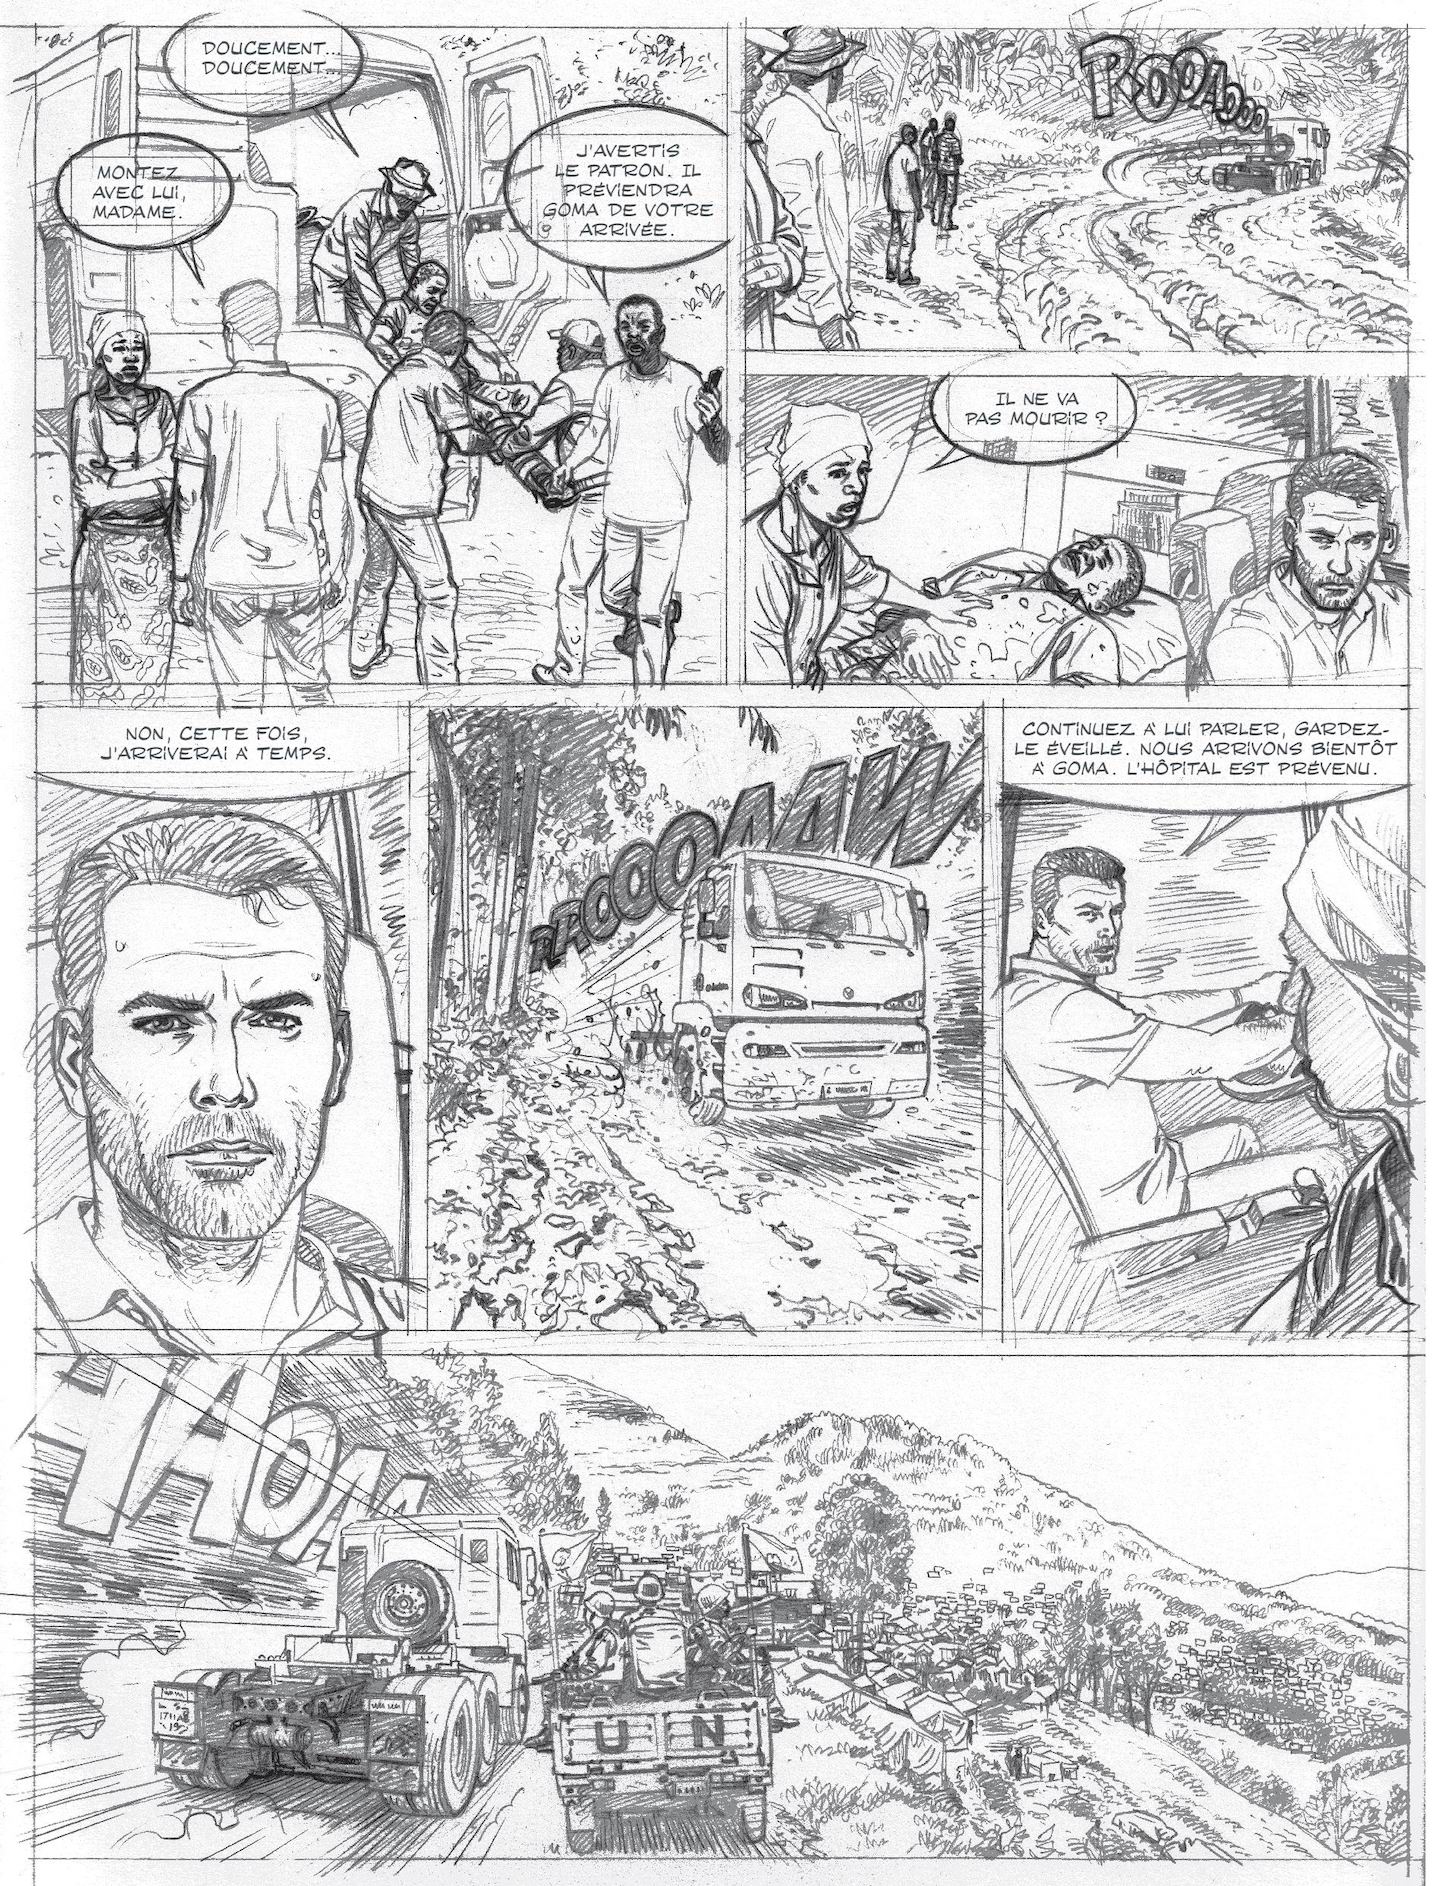 DOUCEMENT...
DOUCEMENT...
MONTEZ
AVEC LUI,
MADAME.
J'AVERTIS
LE PATRON. IL
PRÉVIENDRA
GOMA DE VOTRE
ARRIVÉE.
ROOAOOO
IL NE VA
PAS MOURIR ?
NON, CETTE FOIS,
J'ARRIVERAI À TEMPS.
RROOOOAAWW
CONTINUEZ À LUI PARLER, GARDEZ-
LE ÉVEILLÉ. NOUS ARRIVONS BIENTÔT
À GOMA. L'HÔPITAL EST PRÉVENU.
UN